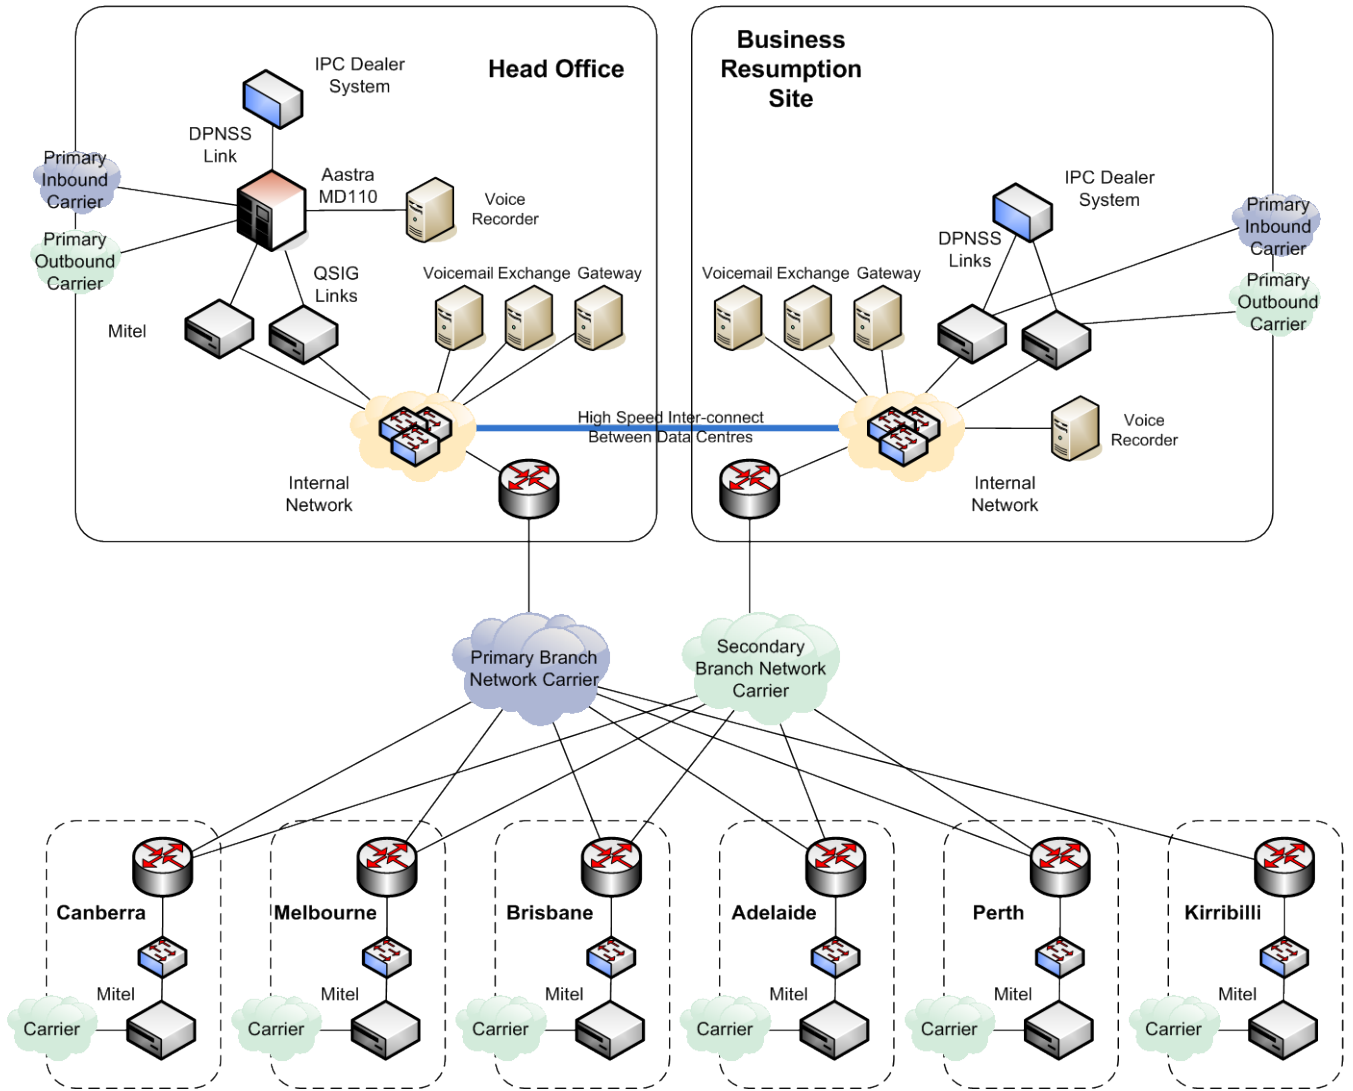 Head Office
IPC Dealer
System
DPNSS
Link
Primary
Inbound
Carrier
Aastra
MD110
Voice
Recorder
Primary
Outbound
Carrier
QSIG
Links
Mitel
Voicemail Exchange Gateway
Internal
Network
High Speed Inter-connect
Between Data Centres
Business
Resumption
Site
IPC Dealer
System
DPNSS
Links
Primary
Inbound
Carrier
Primary
Outbound
Carrier
Voicemail Exchange Gateway
Voice
Recorder
Internal
Network
Primary Branch
Network Carrier
Secondary
Branch Network
Carrier
Canberra
Mitel
Carrier
Melbourne
Mitel
Carrier
Brisbane
Mitel
Carrier
Adelaide
Mitel
Carrier
Perth
Mitel
Carrier
Kirribilli
Mitel
Carrier